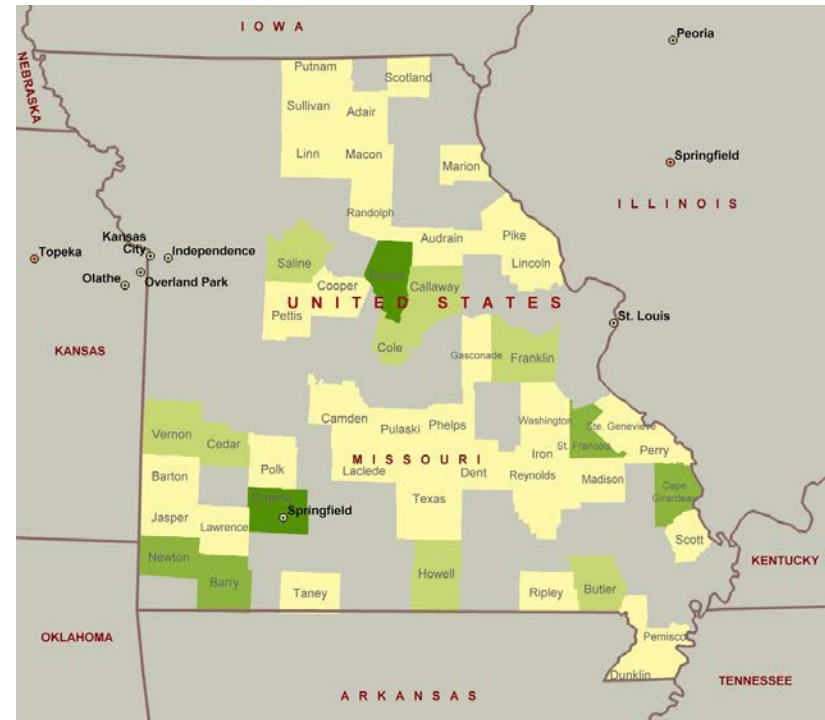 IOWA
Peoria
NEBRASKA
Putnam
Scotland
Sullivan
Adair
Linn
Macon
Marion
Springfield
ILLINOIS
Randolph
Audrain
Pike
Kansas
City
Independence
Topeka
Saline
Boone
Lincoln
Olathe
Overland Park
Cooper
Callaway
UNITED STATES
Pettis
St. Louis
KANSAS
Cole
Gasconade
Franklin
Camden
Pulaski
Phelps
Washington
Ste. Genevieve
Vernon
Cedar
St. Francois
Iron
Perry
MISSOURI
Polk
Laclede
Dent
Reynolds
Madison
Barton
Cape
Girardeau
Greene
Texas
Springfield
Jasper
Lawrence
Scott
Newton
KENTUCKY
Howell
Barry
Taney
Ripley
Butler
OKLAHOMA
Pemisco
Dunklin
TENNESSEE
ARKANSAS